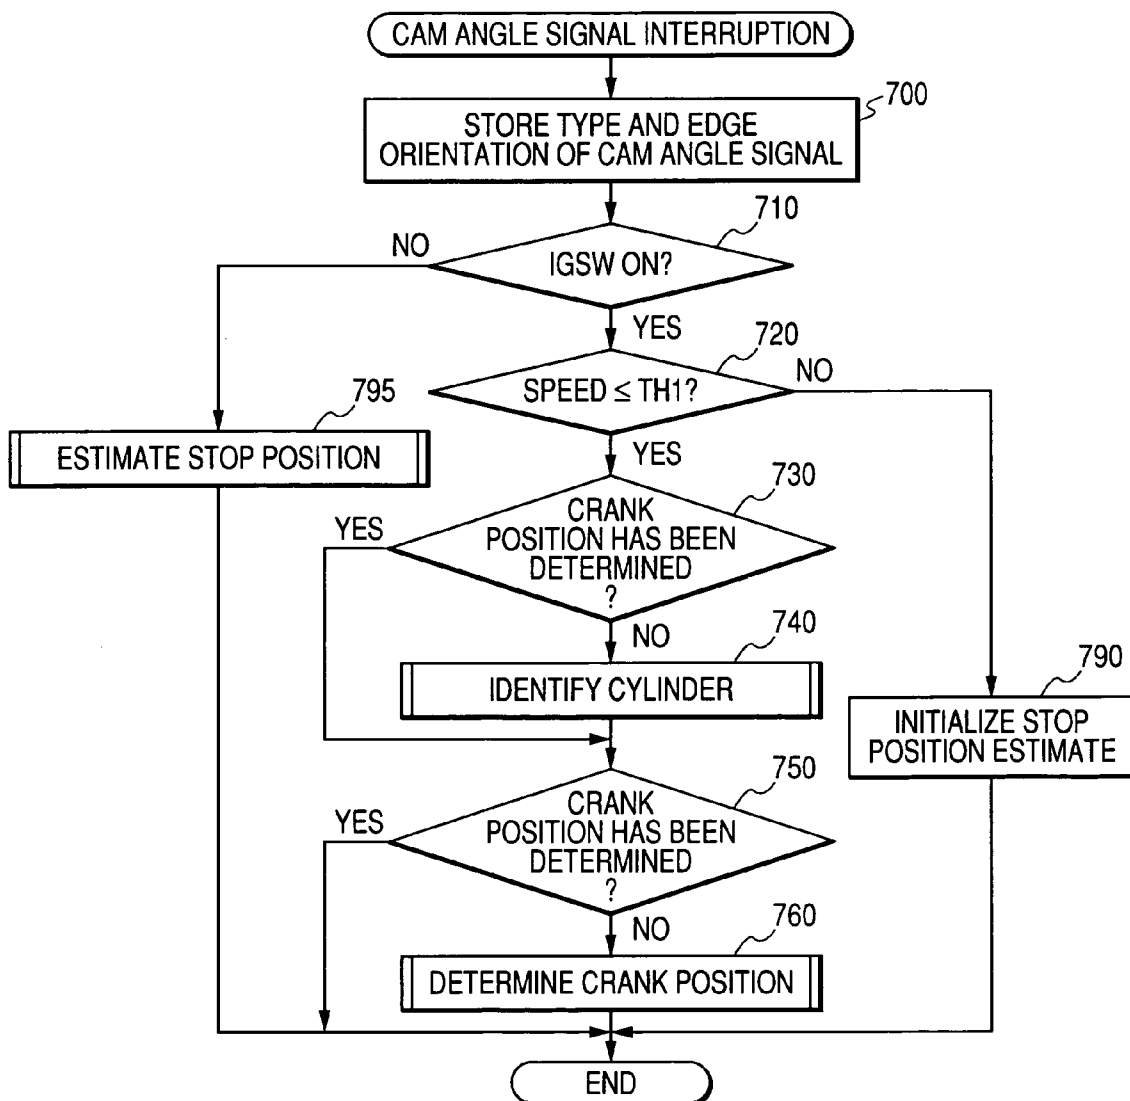 CAM ANGLE SIGNAL INTERRUPTION
700
STORE TYPE AND EDGE
ORIENTATION OF CAM ANGLE SIGNAL
710
NO
IGSW ON?
YES
720
NO
SPEED ≤ TH1?
795
ESTIMATE STOP POSITION
YES
730
YES
CRANK
POSITION HAS BEEN
DETERMINED
?
NO
740
IDENTIFY CYLINDER
790
INITIALIZE STOP
POSITION ESTIMATE
750
YES
CRANK
POSITION HAS BEEN
DETERMINED
?
NO
760
DETERMINE CRANK POSITION
END